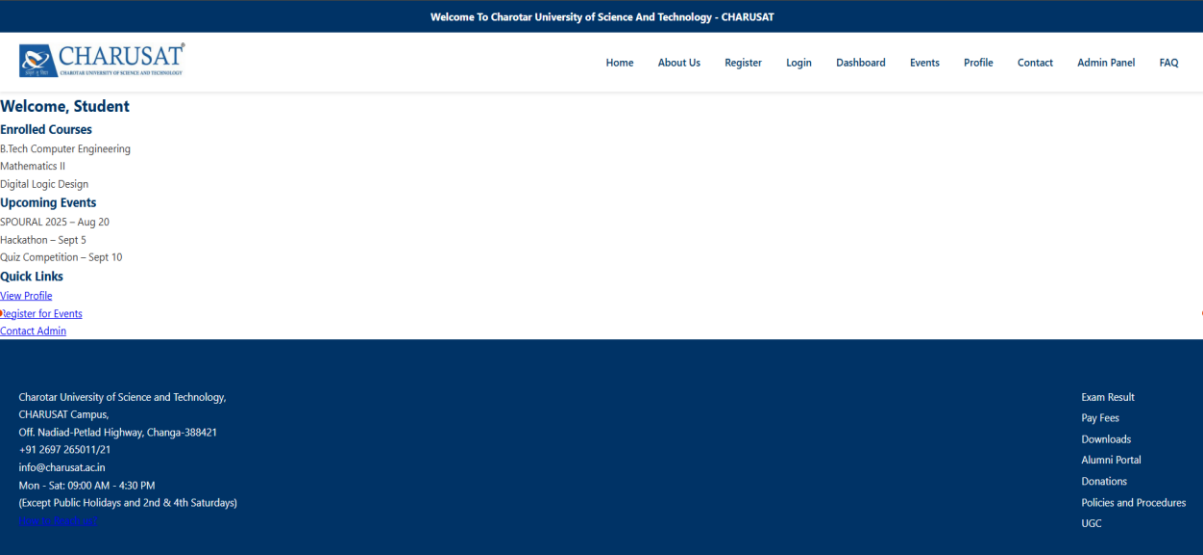 Welcome To Charotar University of Science And Technology - CHARUSAT
CHARUSAT
CHAROTAR UNIVERSITY OF SCIENCE AND TECHNOLOGY
Home About Us Register Login Dashboard Events Profile Contact Admin Panel FAQ
Welcome, Student
Enrolled Courses
B.Tech Computer Engineering
Mathematics II
Digital Logic Design
Upcoming Events
SPOURAL 2025 – Aug 20
Hackathon – Sept 5
Quiz Competition – Sept 10
Quick Links
View Profile
Register for Events
Contact Admin
Charotar University of Science and Technology,
CHARUSAT Campus,
Off. Nadiad-Petlad Highway, Changa-388421
+91 2697 265011/21
info@charusat.ac.in
Mon - Sat: 09:00 AM - 4:30 PM
(Except Public Holidays and 2nd & 4th Saturdays)
How to Reach Us?
Exam Result
Pay Fees
Downloads
Alumni Portal
Donations
Policies and Procedures
UGC